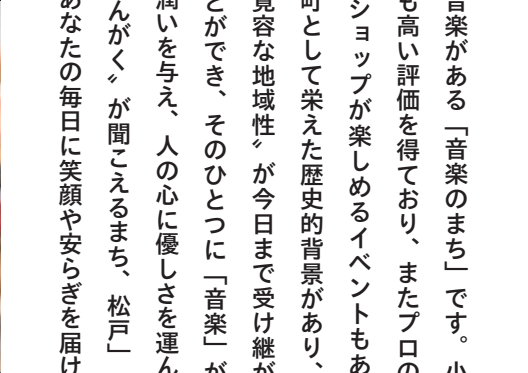 音楽がある「音楽のまち」です。小
も高い評価を得ており、またプロの
ショップが楽しめるイベントもあ
町として栄えた歴史的背景があり、
寛容な地域性〟が今日まで受け継が
とができ、そのひとつに「音楽」が
潤いを与え、人の心に優しさを運ん
んがく〟が聞こえるまち、松戸」
あなたの毎日に笑顔や安らぎを届け